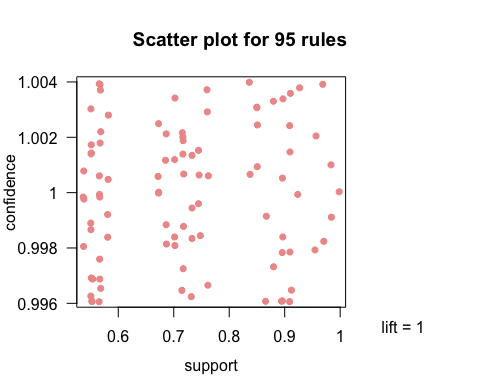 Scatter plot for 95 rules
1.004
1.002
1
0.998
0.996
confidence
0.6 0.7 0.8 0.9 1
support
lift = 1